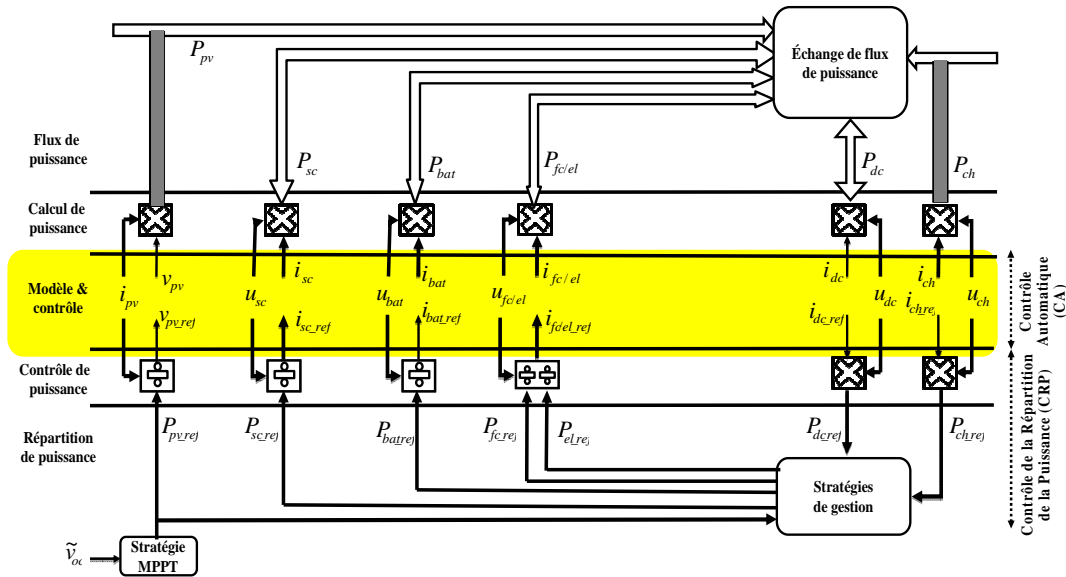 P_pv
Échange de flux
de puissance
Flux de
puissance
P_sc
P_bat
P_fc/el
P_dc
P_ch
Calcul de
puissance
Modèle &
contrôle
i_pv
v_pv
v_pv_ref
u_sc
i_sc
i_sc_ref
u_bat
i_bat
i_bat_ref
u_fc/el
i_fc/el
i_fc/el_ref
i_dc
i_dc_ref
u_dc
i_ch
i_ch_ref
u_ch
Contrôle
Automatique
(CA)
Contrôle de
puissance
Répartition
de puissance
P_pv_ref
P_sc_ref
P_bat_ref
P_fc_ref
P_el_ref
P_dc_ref
P_ch_ref
Contrôle de la Répartition
de la Puissance (CRP)
Stratégies
de gestion
ṽ_oc
Stratégie
MPPT